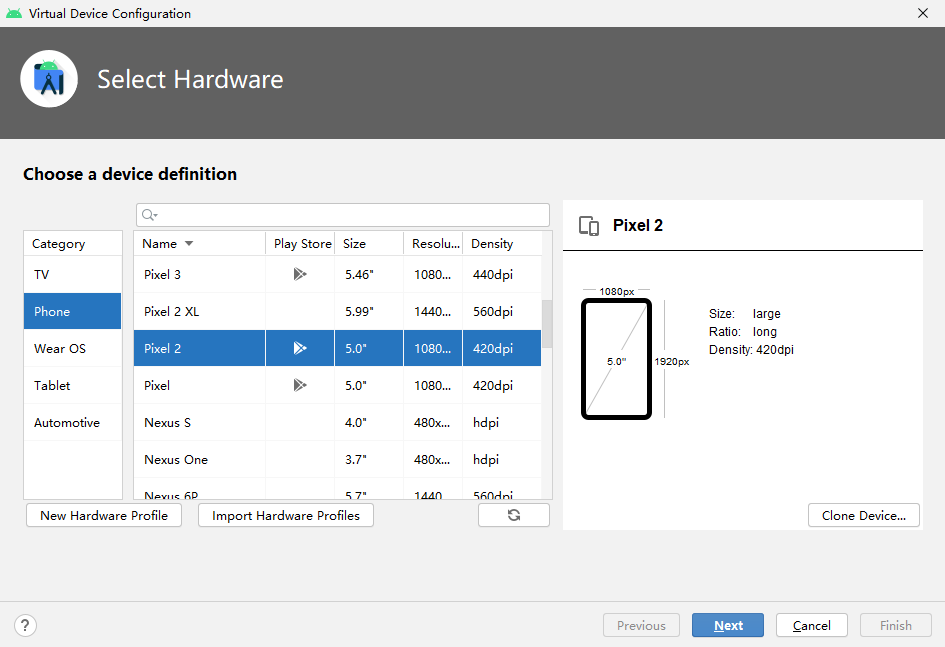 Virtual Device Configuration
Select Hardware
Choose a device definition
Category
TV
Phone
Wear OS
Tablet
Automotive
Name Play Store Size Resolu... Density
Pixel 3 5.46" 1080... 440dpi
Pixel 2 XL 5.99" 1440... 560dpi
Pixel 2 5.0" 1080... 420dpi
Pixel 5.0" 1080... 420dpi
Nexus S 4.0" 480x... hdpi
Nexus One 3.7" 480x... hdpi
Nexus 6P 5.7" 1440 560dpi
New Hardware Profile
Import Hardware Profiles
Pixel 2
1080px
5.0"
1920px
Size: large
Ratio: long
Density: 420dpi
Clone Device...
?
Previous
Next
Cancel
Finish